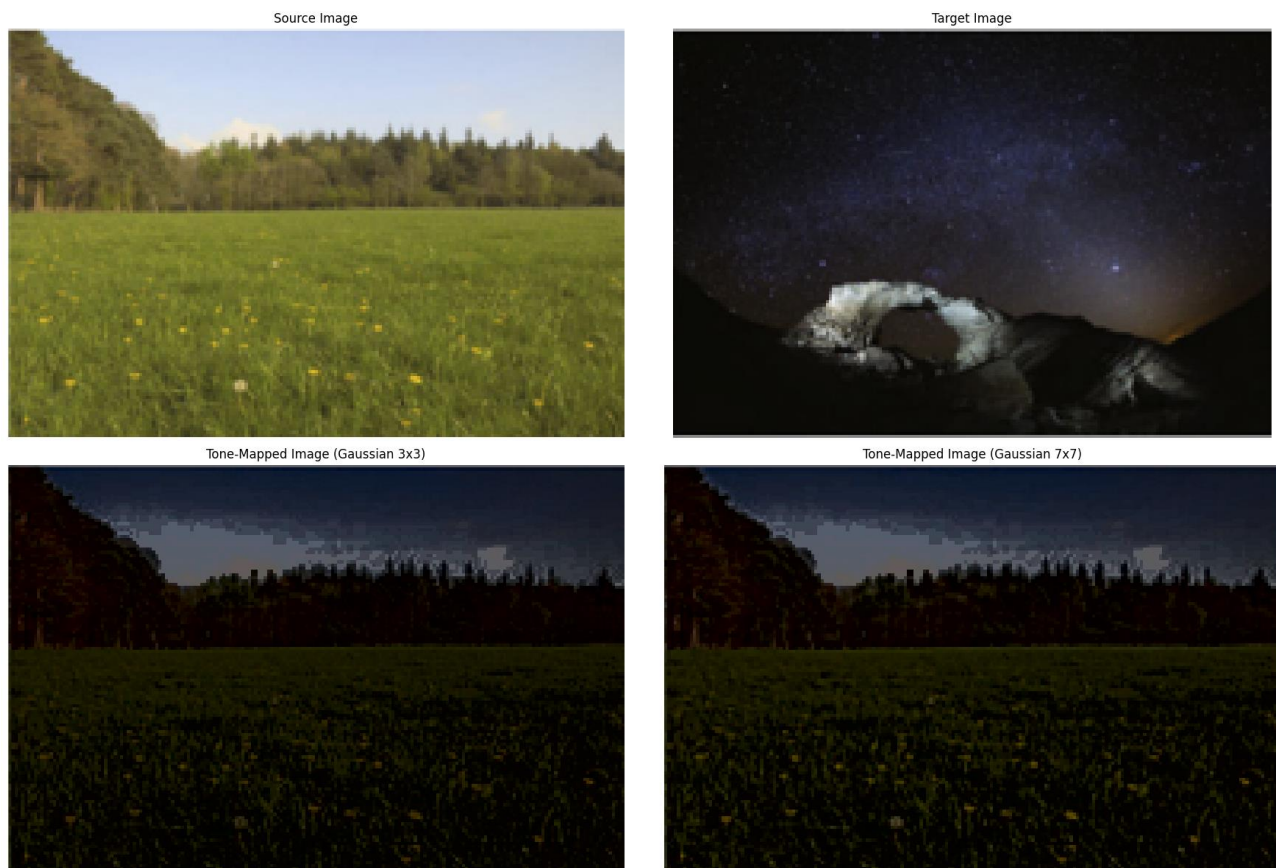 Source Image
Target Image
Tone-Mapped Image (Gaussian 3x3)
Tone-Mapped Image (Gaussian 7x7)